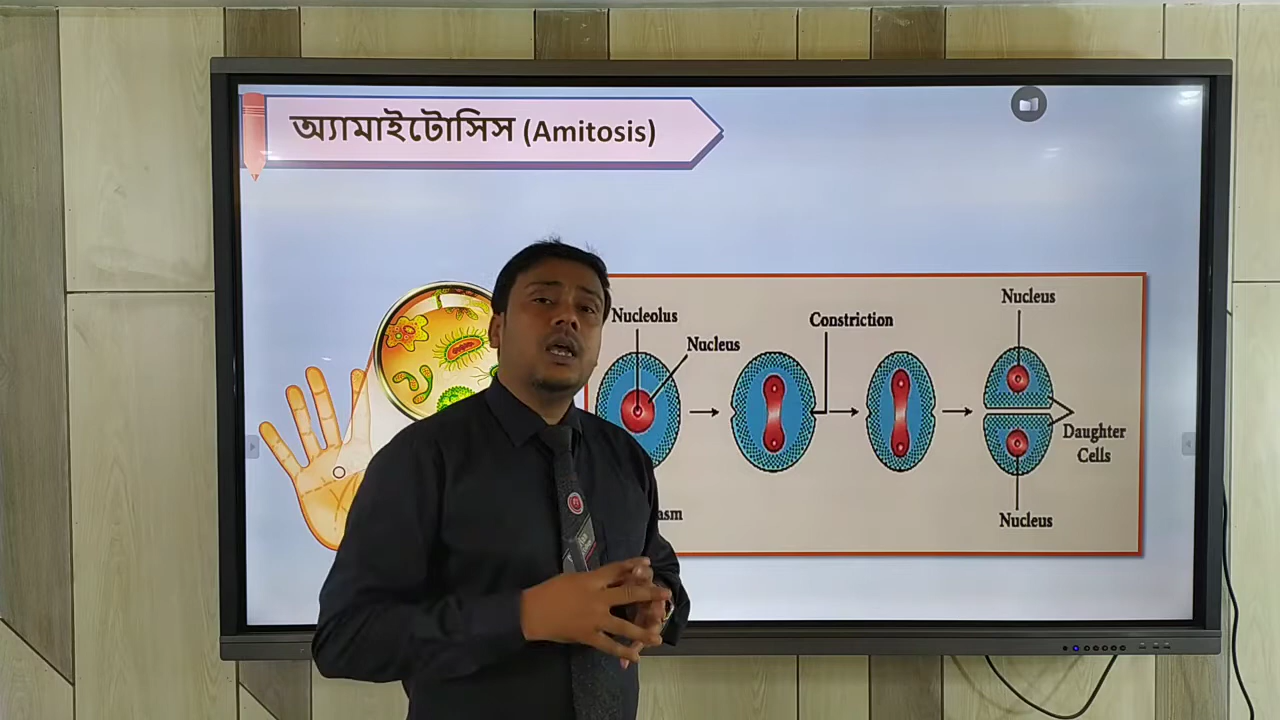 অ্যামাইটোসিস (Amitosis)
Nucleolus
Nucleus
Constriction
Nucleus
Daughter
Cells
Nucleus